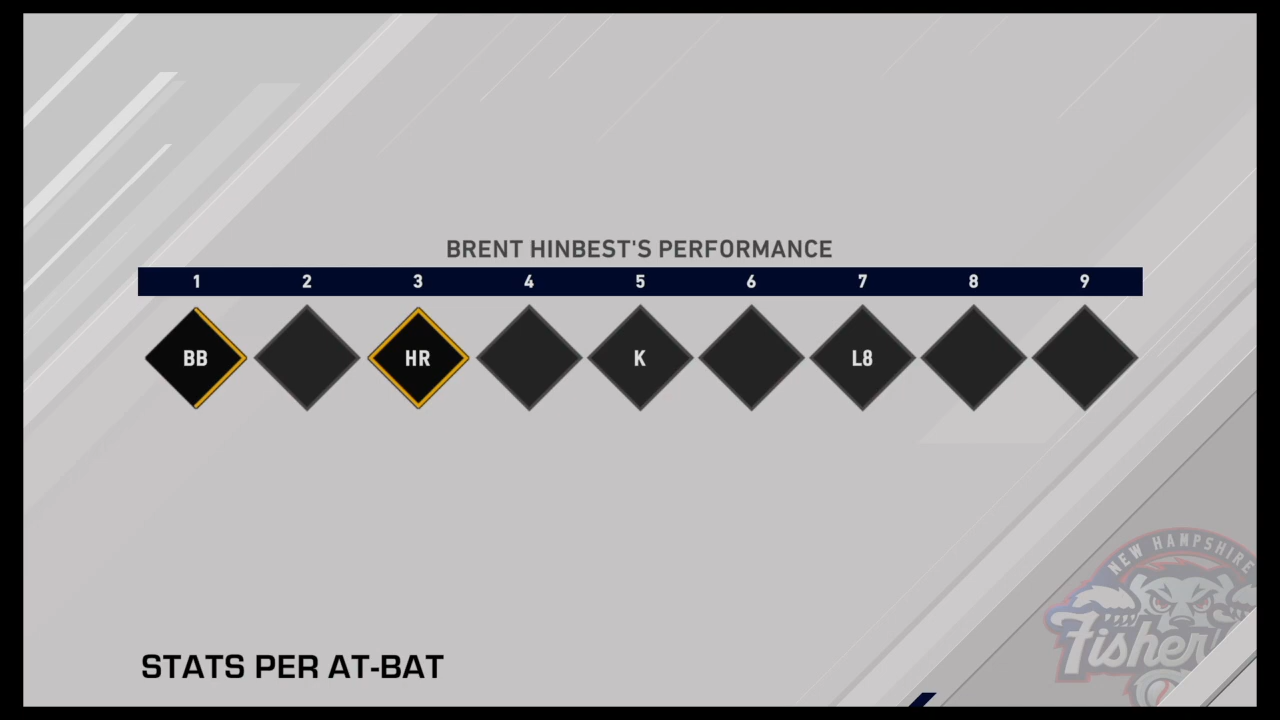 BRENT HINBEST'S PERFORMANCE
1 2 3 4 5 6 7 8 9
BB HR K L8
NEW HAMPSHIRE
STATS PER AT-BAT